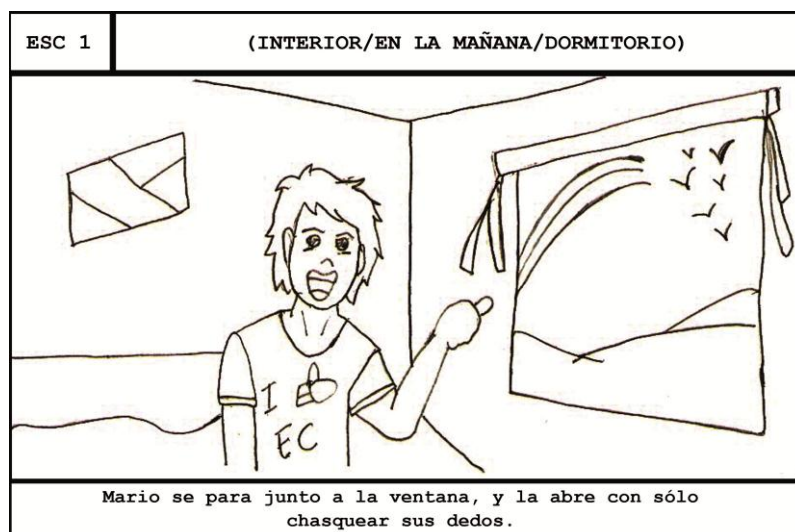 ESC 1
(INTERIOR/EN LA MAÑANA/DORMITORIO)
I
EC
Mario se para junto a la ventana, y la abre con sólo
chasquear sus dedos.